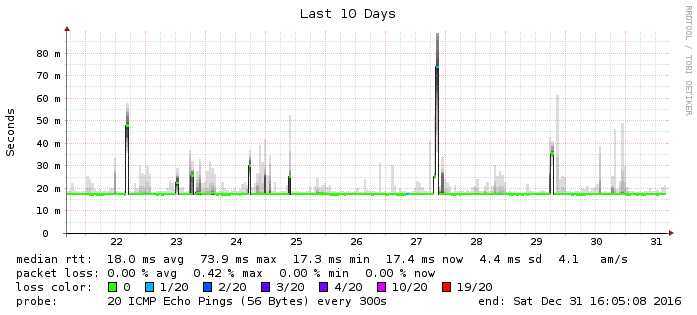 Last 10 Days
RRDTOOL / TOBI OETIKER
Seconds
80 m
70 m
60 m
50 m
40 m
30 m
20 m
10 m
0
22 23 24 25 26 27 28 29 30 31
median rtt: 18.0 ms avg 73.9 ms max 17.3 ms min 17.4 ms now 4.4 ms sd 4.1 am/s
packet loss: 0.00 % avg 0.42 % max 0.00 % min 0.00 % now
loss color: 0 1/20 2/20 3/20 4/20 10/20 19/20
probe: 20 ICMP Echo Pings (56 Bytes) every 300s end: Sat Dec 31 16:05:08 2016